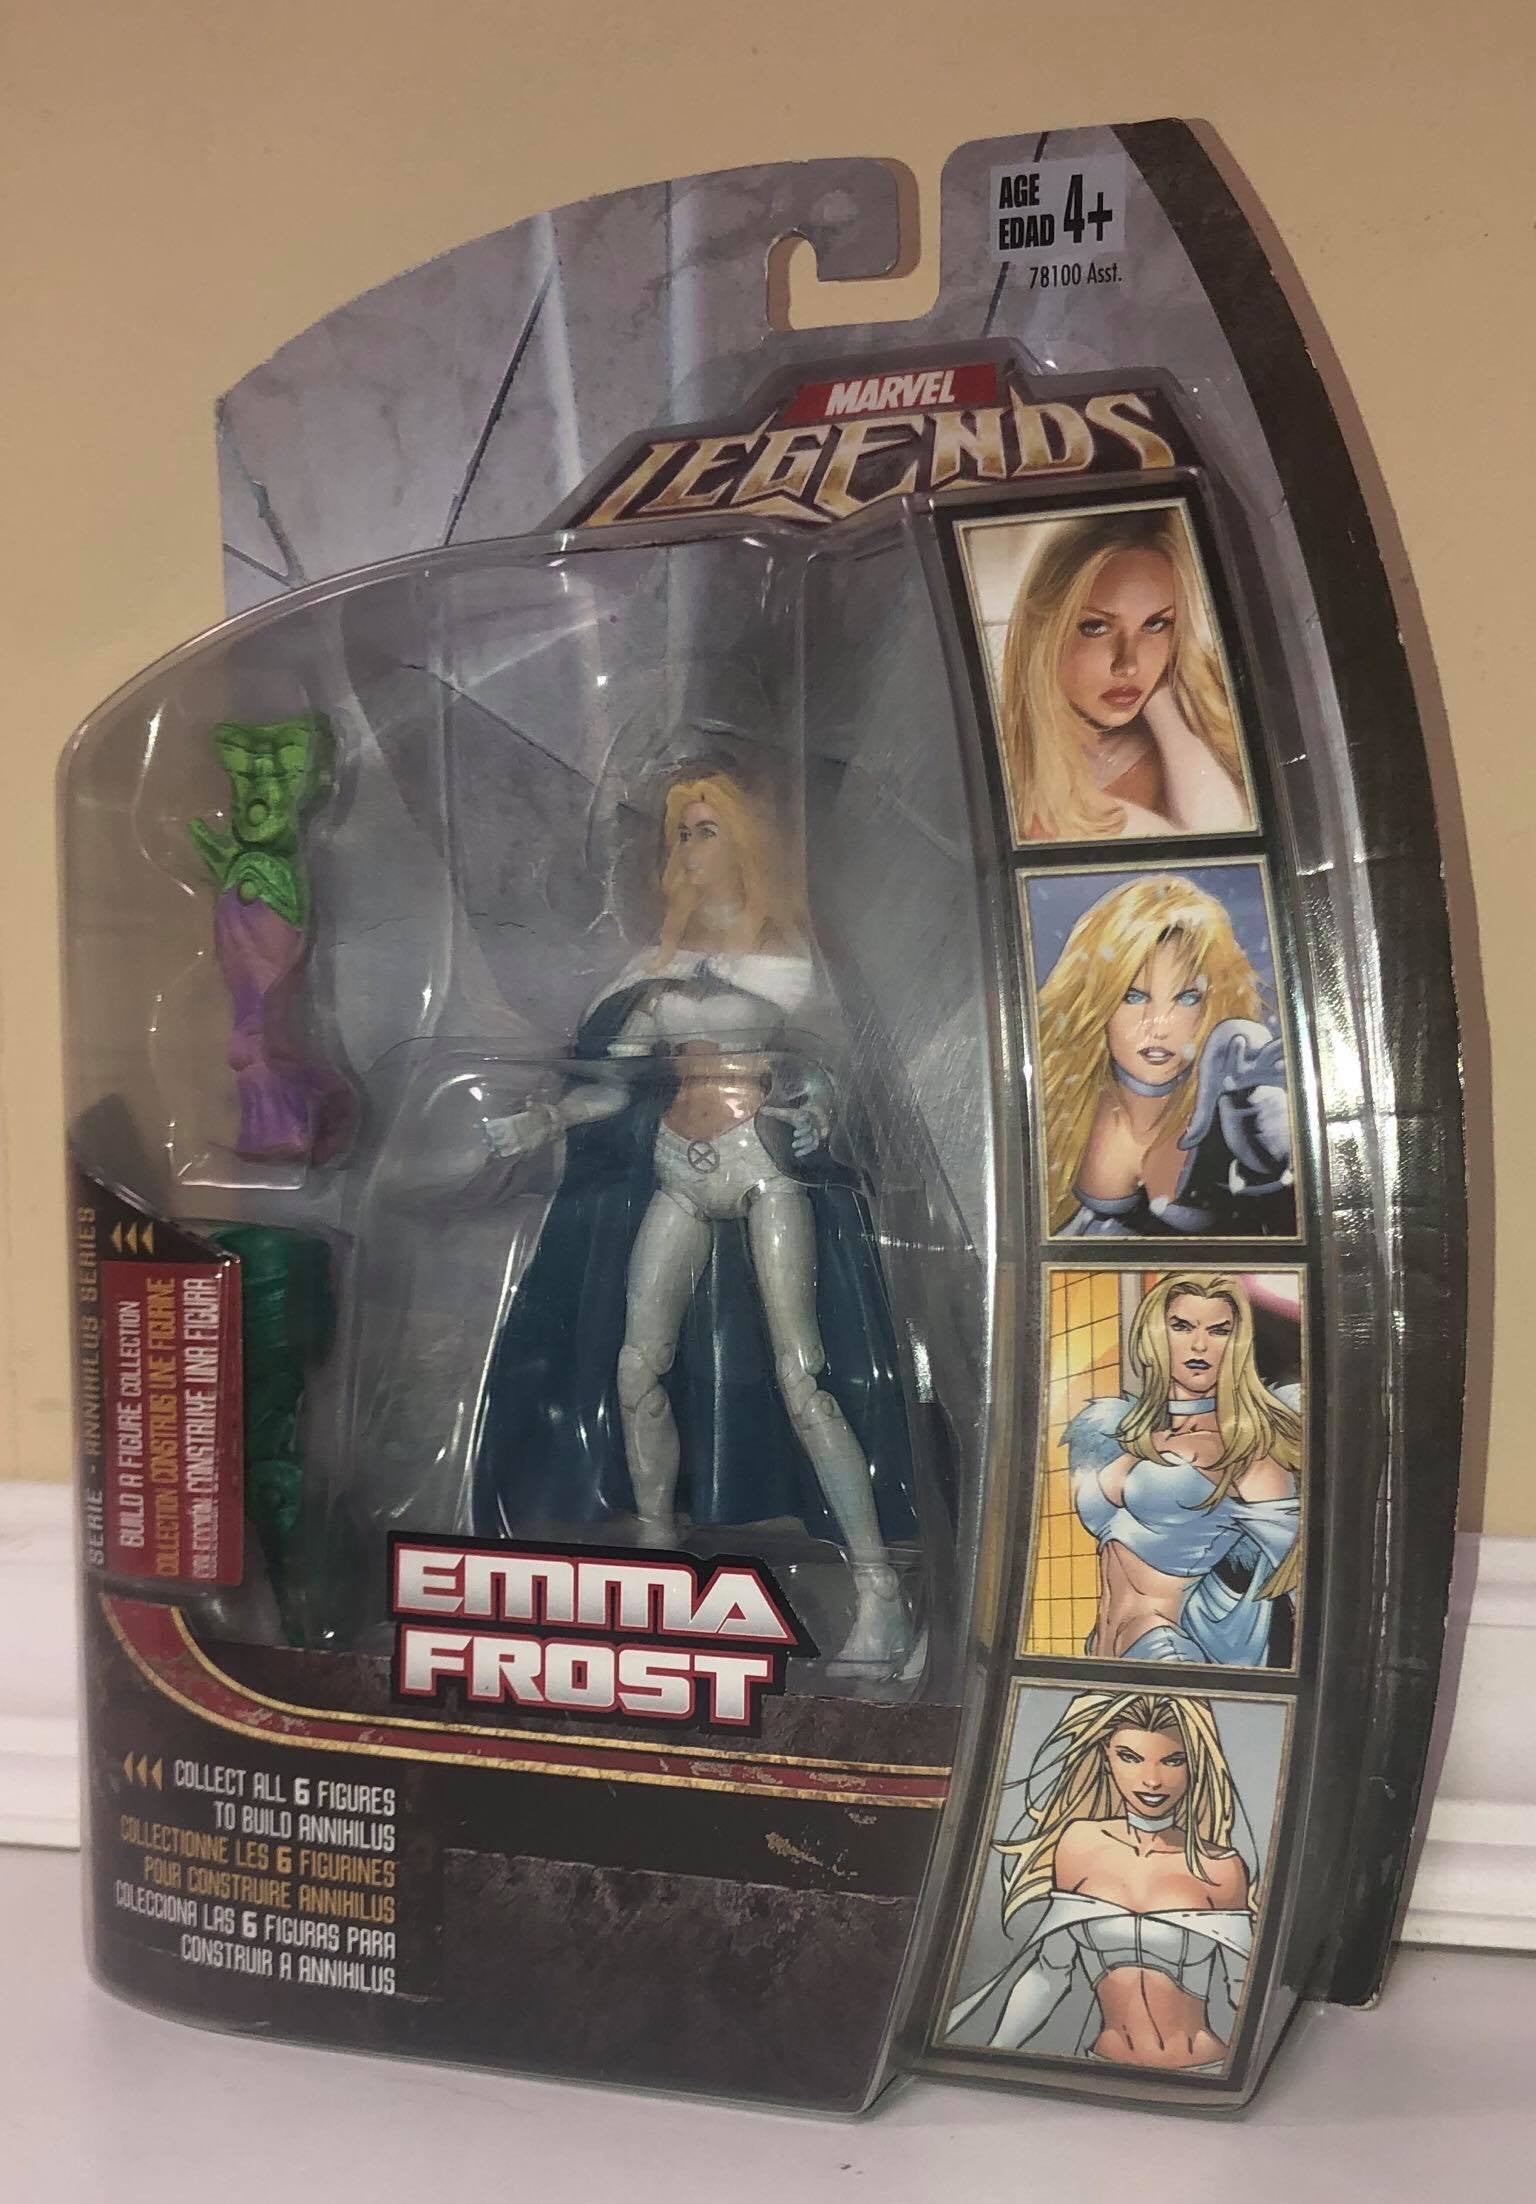 AGE
EDAD 4+
78100 Asst.
MARVEL
LEGENDS
SERIE - ANNIHILUS SERIES
BUILD A FIGURE COLLECTION
COLLECTION CONSTRUIS UNE FIGURINE
COLECCIÓN CONSTRUYE UNA FIGURA
EMMA
FROST
COLLECT ALL 6 FIGURES
TO BUILD ANNIHILUS
COLLECTIONNE LES 6 FIGURINES
POUR CONSTRUIRE ANNIHILUS
COLECCIONA LAS 6 FIGURAS PARA
CONSTRUIR A ANNIHILUS